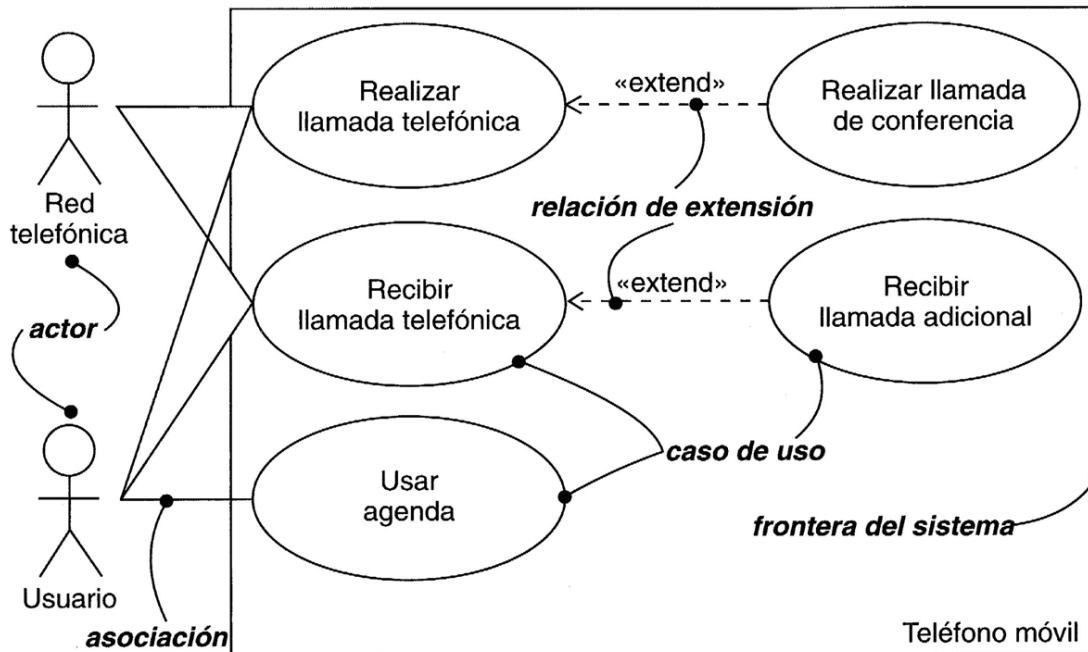 Realizar
llamada telefónica
«extend»
Realizar llamada
de conferencia
Red
telefónica
relación de extensión
Recibir
llamada telefónica
«extend»
Recibir
llamada adicional
actor
caso de uso
Usar
agenda
frontera del sistema
Usuario
asociación
Teléfono móvil